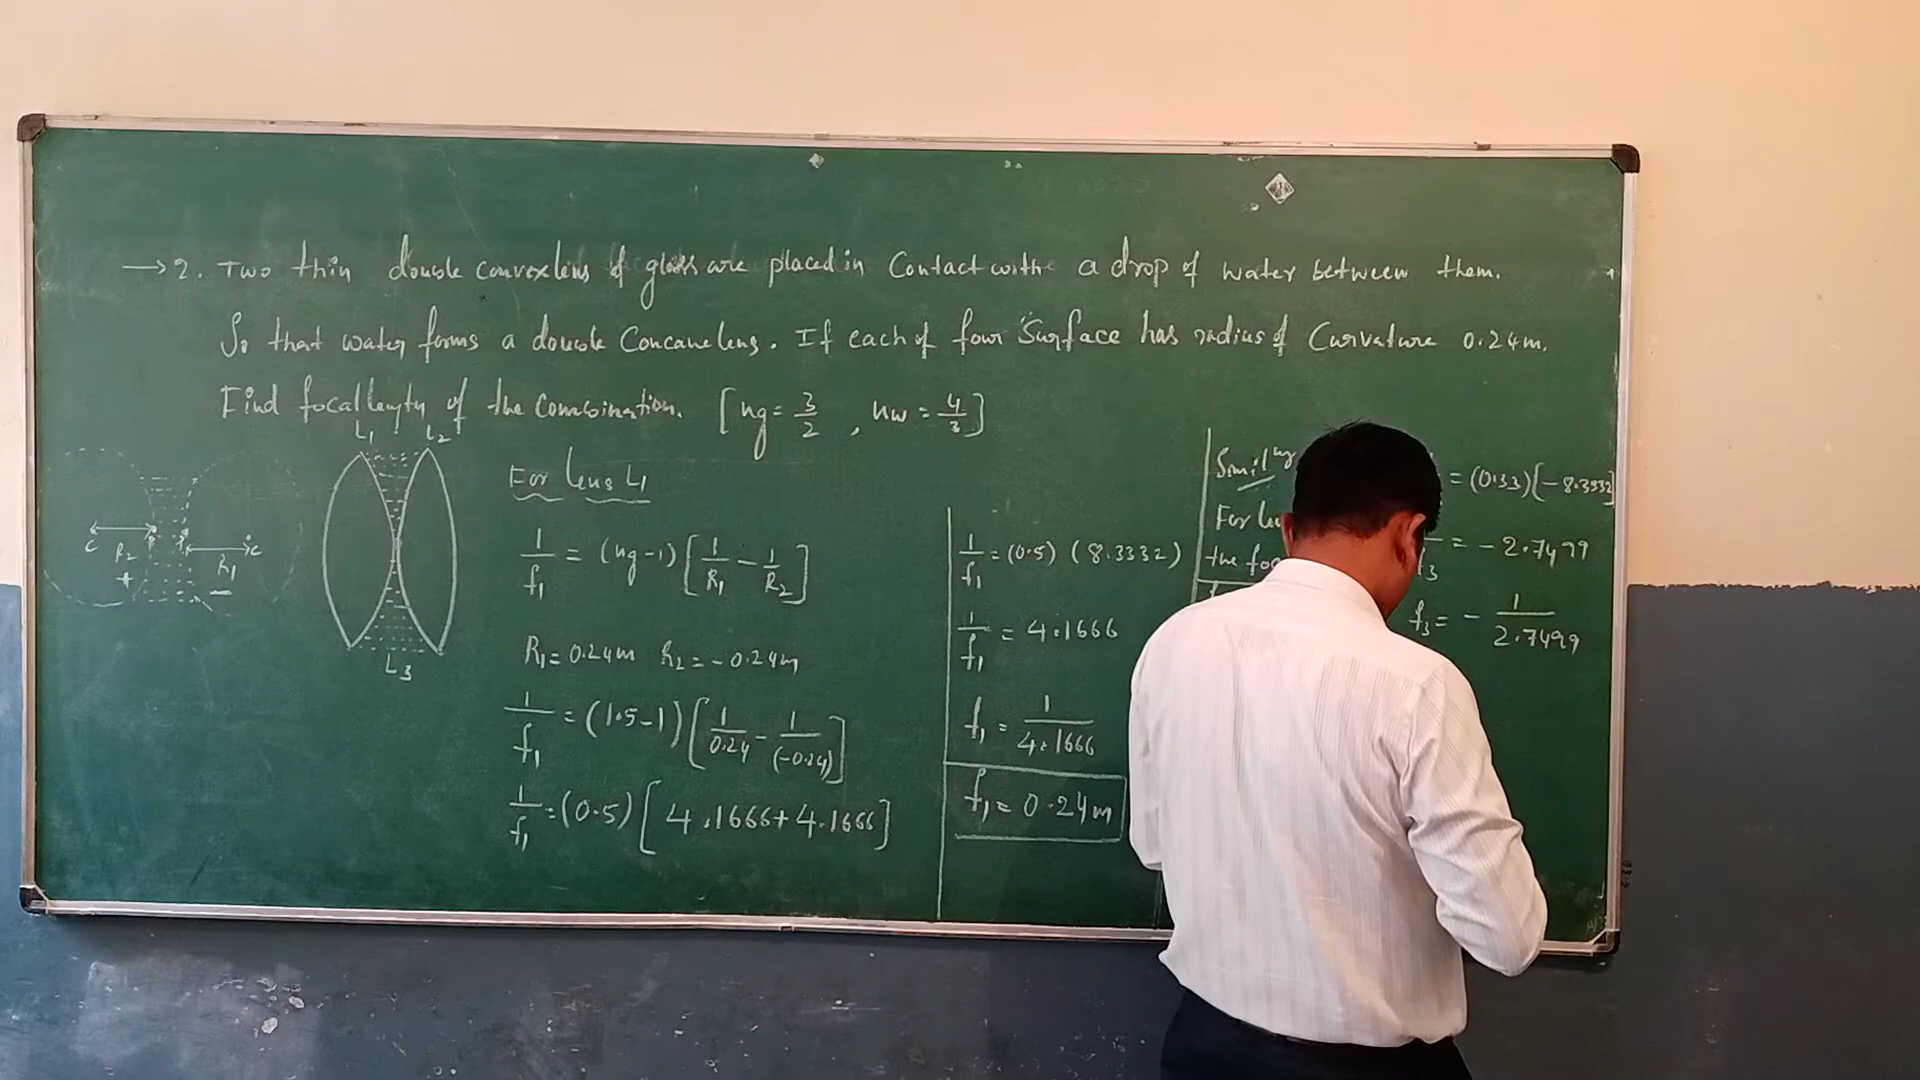 → 2. Two thin double convex lens of glass are placed in Contact with a drop of water between them.
So that water forms a double Concave lens. If each of four Surface has radius of Curvature 0.24m.
Find focal length of the Combination. [ng = 3/2 , nw = 4/3]
L1 L2
C R2 P P C
+ R1 −
L3
For lens L1
1/f1 = (ng-1)[1/R1 - 1/R2]
R1 = 0.24m R2 = -0.24m
1/f1 = (1.5-1)[1/0.24 - 1/(-0.24)]
1/f1 = (0.5)[4.1666+4.1666]
1/f1 = (0.5) (8.3332)
1/f1 = 4.1666
f1 = 1/4.1666
f1 = 0.24m
For
the
= (0.33)[-8.3332]
f3 = -2.7499
f3 = - 1/2.7499